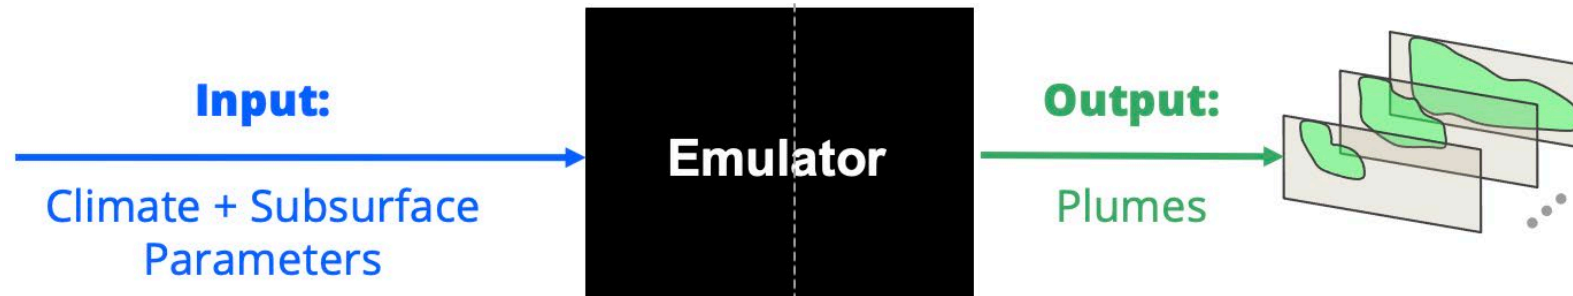 Input:
Climate + Subsurface
Parameters
Emulator
Output:
Plumes